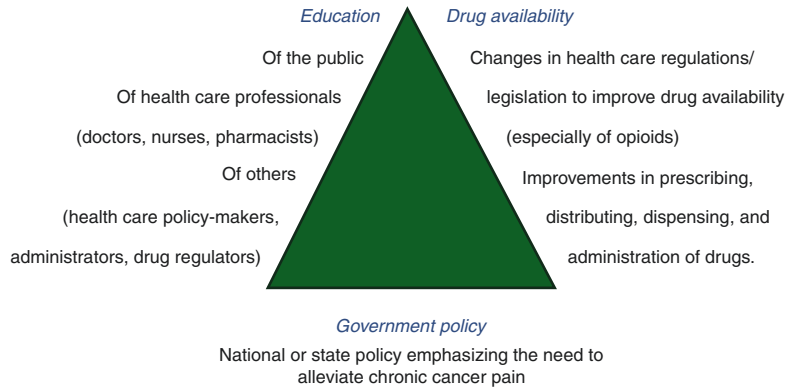 Education
Of the public
Of health care professionals
(doctors, nurses, pharmacists)
Of others
(health care policy-makers,
administrators, drug regulators)
Drug availability
Changes in health care regulations/
legislation to improve drug availability
(especially of opioids)
Improvements in prescribing,
distributing, dispensing, and
administration of drugs.
Government policy
National or state policy emphasizing the need to
alleviate chronic cancer pain